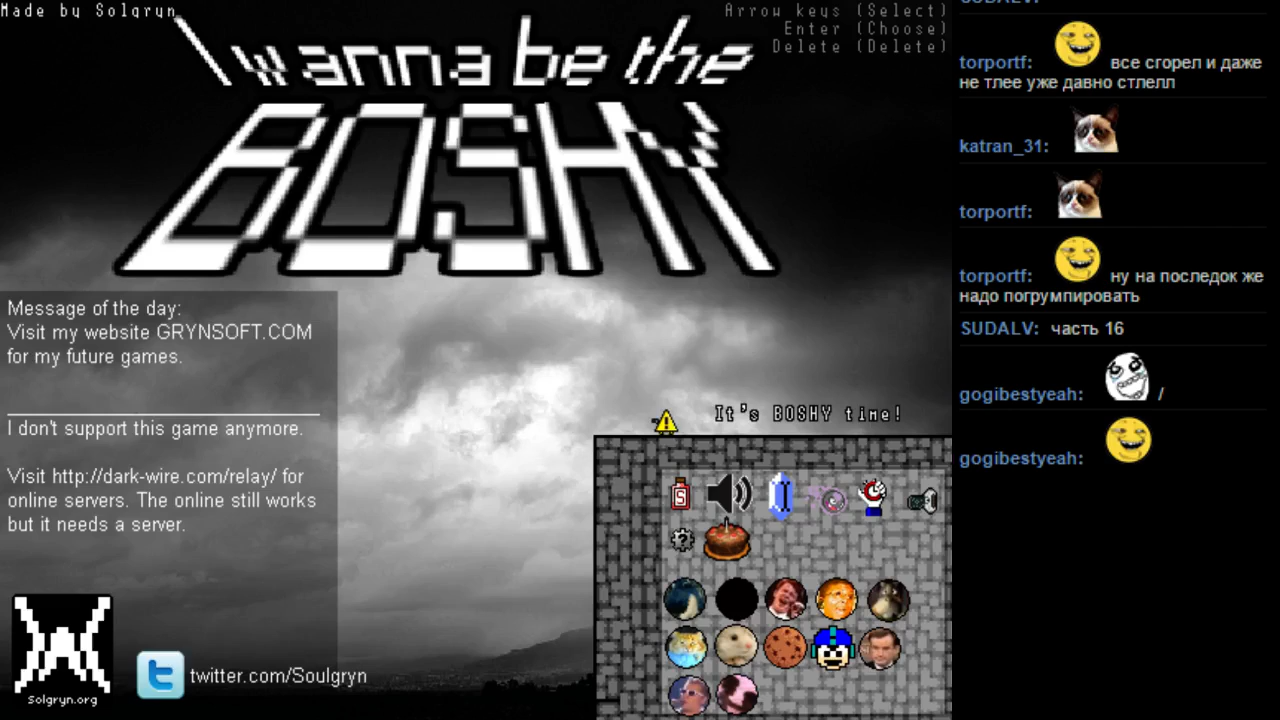 Made by Solgryn
Arrow keys (Select)
Enter (Choose)
Delete (Delete)
I wanna be the
BOSHY
Message of the day:
Visit my website GRYNSOFT.COM
for my future games.
I don't support this game anymore.
Visit http://dark-wire.com/relay/ for
online servers. The online still works
but it needs a server.
Solgryn.org
twitter.com/Soulgryn
It's BOSHY time!
S
?
torportf: все сгорел и даже
не тлее уже давно стлелл
katran_31:
torportf:
torportf: ну на последок же
надо погрумпировать
SUDALV: часть 16
gogibestyeah: /
gogibestyeah: